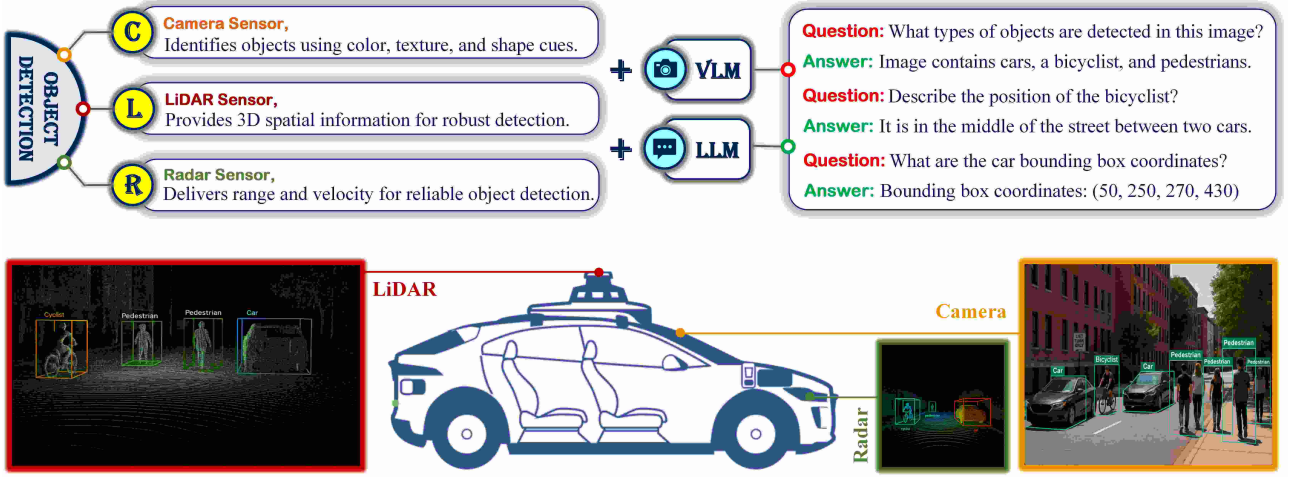 OBJECT
DETECTION
C
Camera Sensor,
Identifies objects using color, texture, and shape cues.
L
LiDAR Sensor,
Provides 3D spatial information for robust detection.
R
Radar Sensor,
Delivers range and velocity for reliable object detection.
+ VLM
+ LLM
Question: What types of objects are detected in this image?
Answer: Image contains cars, a bicyclist, and pedestrians.
Question: Describe the position of the bicyclist?
Answer: It is in the middle of the street between two cars.
Question: What are the car bounding box coordinates?
Answer: Bounding box coordinates: (50, 250, 270, 430)
Cyclist
Pedestrian
Pedestrian
Car
LiDAR
Camera
Radar
Car
Bicyclist
Car
Pedestrian
Pedestrian
Pedestrian
Pedestrian